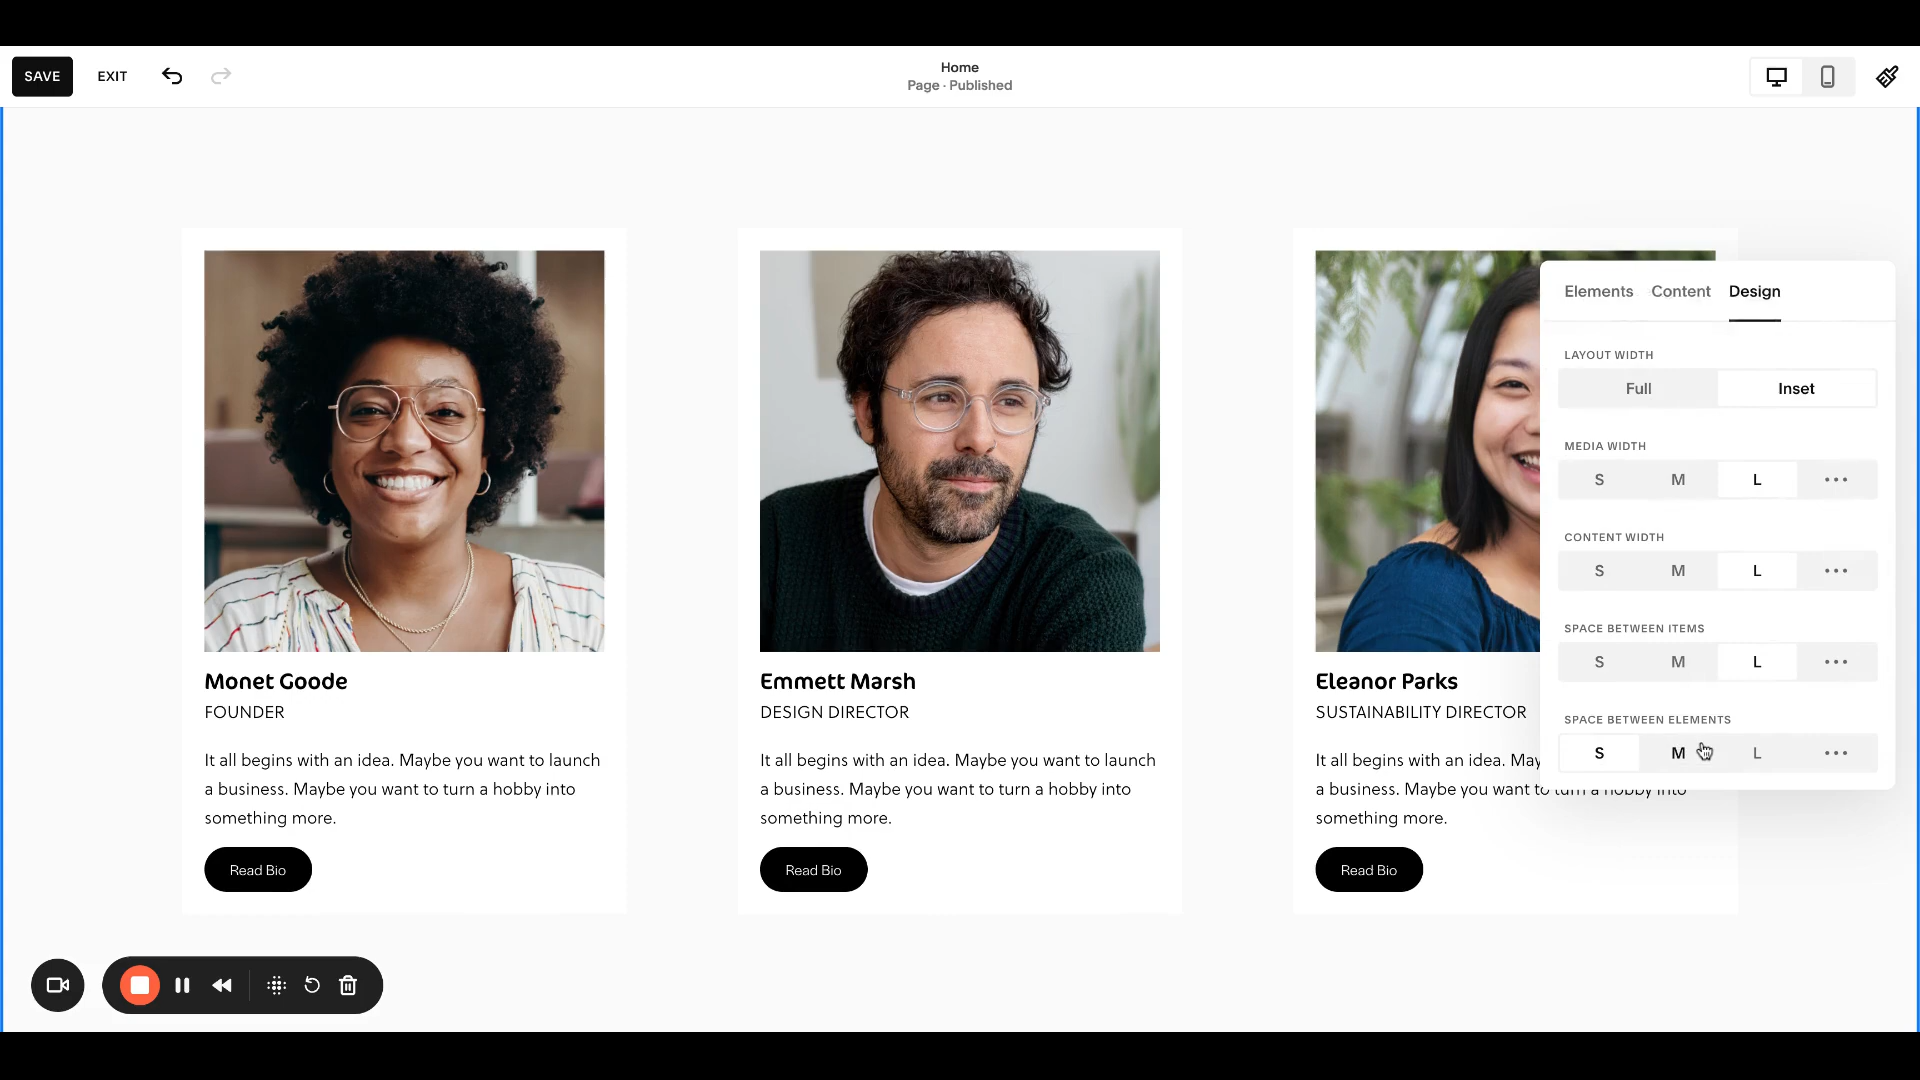 SAVE
EXIT
Home
Page · Published
Monet Goode
FOUNDER
It all begins with an idea. Maybe you want to launch
a business. Maybe you want to turn a hobby into
something more.
Read Bio
Emmett Marsh
DESIGN DIRECTOR
It all begins with an idea. Maybe you want to launch
a business. Maybe you want to turn a hobby into
something more.
Read Bio
Eleanor Parks
SUSTAINABILITY DIRECTOR
It all begins with an idea. May
a business. Maybe you want to turn a hobby into
something more.
Read Bio
Elements Content Design
LAYOUT WIDTH
Full Inset
MEDIA WIDTH
S M L
CONTENT WIDTH
S M L
SPACE BETWEEN ITEMS
S M L
SPACE BETWEEN ELEMENTS
S M L